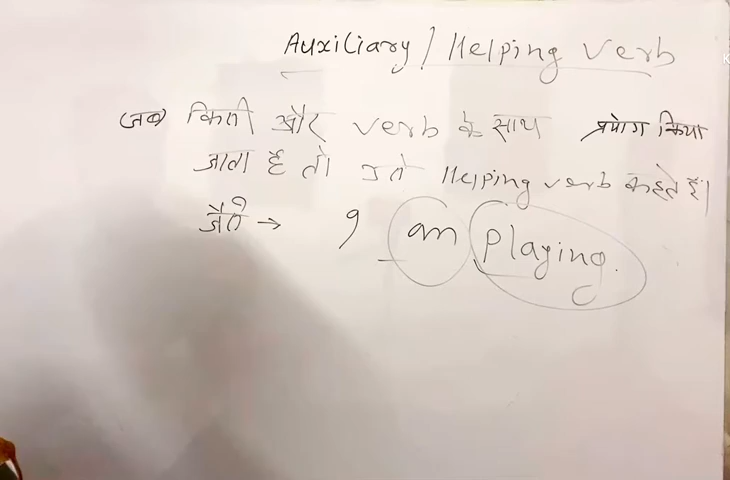 Auxiliary / Helping Verb
(जब) किसी और verb के साथ प्रयोग किया
जाता हैं तो उसे Helping verb कहते हैं।
जैसे → I am Playing.